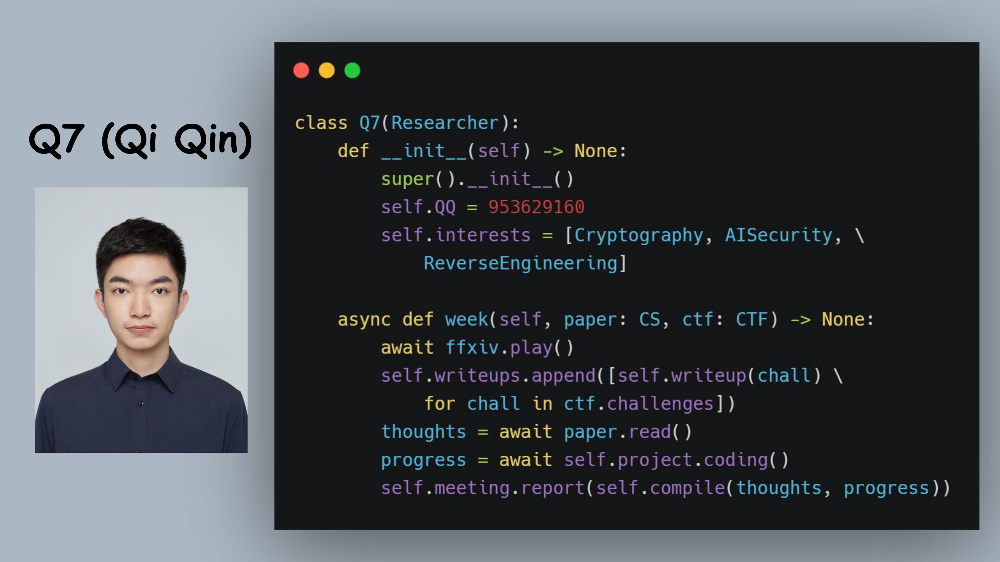 Q7 (Qi Qin)
class Q7(Researcher):
    def __init__(self) -> None:
        super().__init__()
        self.QQ = 953629160
        self.interests = [Cryptography, AISecurity, \
            ReverseEngineering]

    async def week(self, paper: CS, ctf: CTF) -> None:
        await ffxiv.play()
        self.writeups.append([self.writeup(chall) \
            for chall in ctf.challenges])
        thoughts = await paper.read()
        progress = await self.project.coding()
        self.meeting.report(self.compile(thoughts, progress))